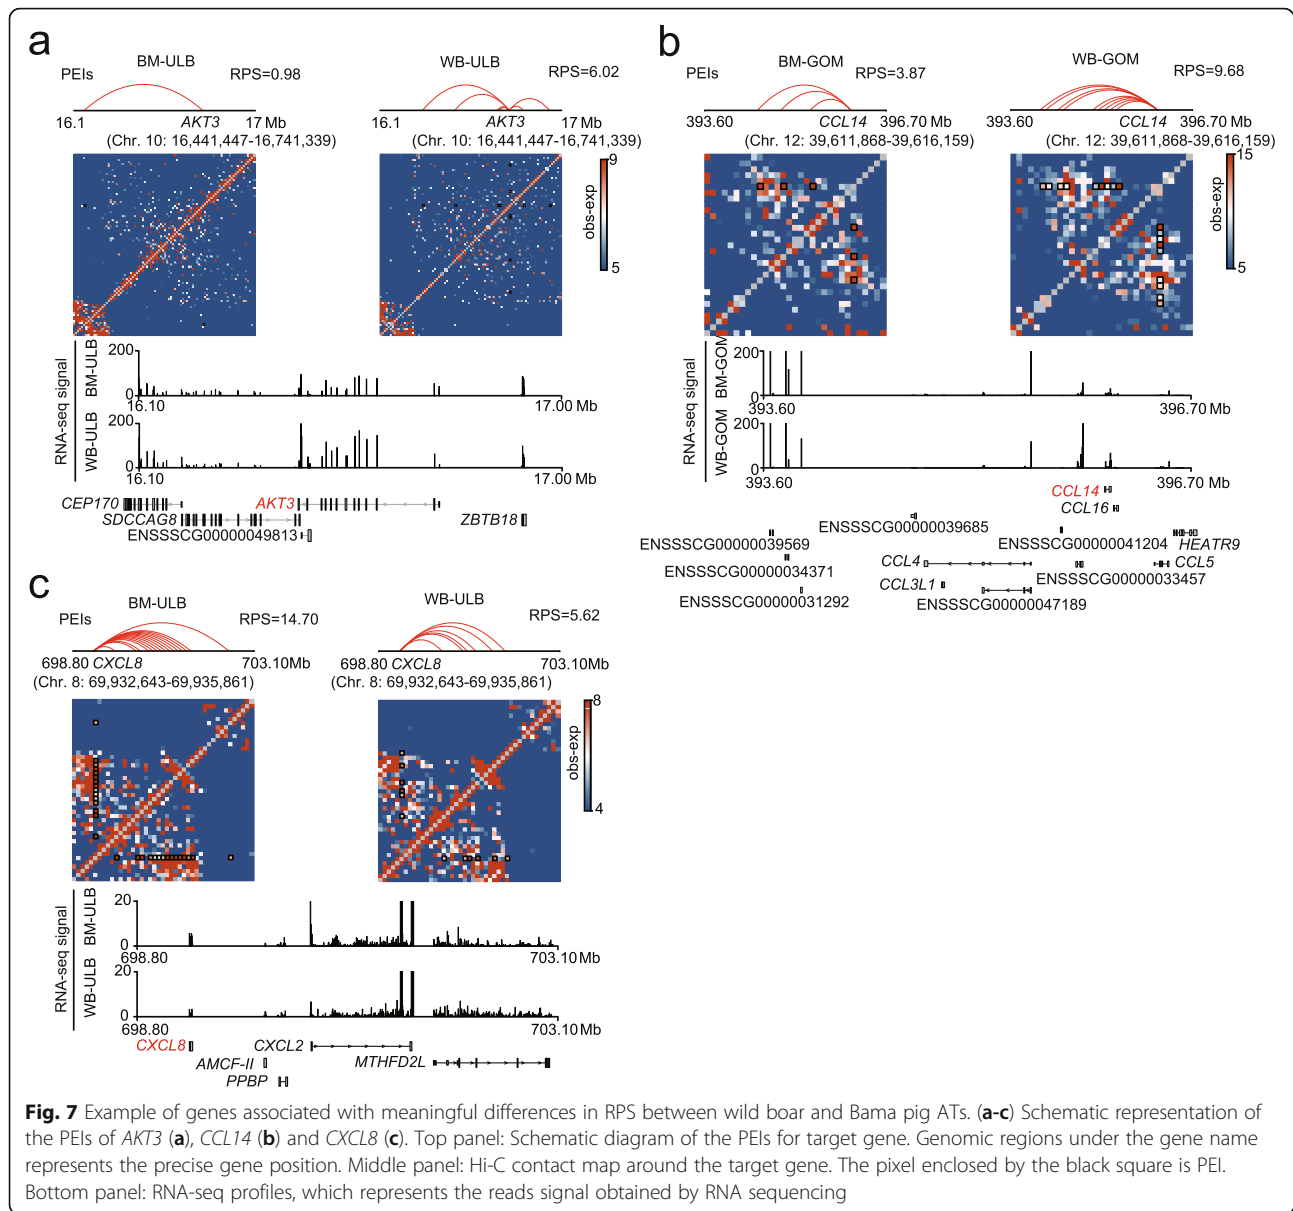 a
BM-ULB
PEIs
RPS=0.98
16.1
AKT3
17 Mb
(Chr. 10: 16,441,447-16,741,339)
WB-ULB
RPS=6.02
16.1
AKT3
17 Mb
(Chr. 10: 16,441,447-16,741,339)
9
obs-exp
5
RNA-seq signal
BM-ULB
200
0
16.10
17.00 Mb
WB-ULB
200
0
16.10
17.00 Mb
CEP170
AKT3
SDCCAG8
ZBTB18
ENSSSCG00000049813
b
BM-GOM
PEIs
RPS=3.87
393.60
CCL14
396.70 Mb
(Chr. 12: 39,611,868-39,616,159)
WB-GOM
RPS=9.68
393.60
CCL14
396.70 Mb
(Chr. 12: 39,611,868-39,616,159)
15
obs-exp
5
RNA-seq signal
BM-GOM
200
0
393.60
396.70 Mb
WB-GOM
200
0
393.60
396.70 Mb
CCL14
CCL16
ENSSSCG00000039685
ENSSSCG00000039569
ENSSSCG00000041204
HEATR9
ENSSSCG00000034371
CCL4
CCL5
ENSSSCG00000033457
CCL3L1
ENSSSCG00000031292
ENSSSCG00000047189
c
BM-ULB
PEIs
RPS=14.70
698.80
CXCL8
703.10Mb
(Chr. 8: 69,932,643-69,935,861)
WB-ULB
RPS=5.62
698.80
CXCL8
703.10Mb
(Chr. 8: 69,932,643-69,935,861)
8
obs-exp
4
RNA-seq signal
BM-ULB
20
0
698.80
703.10Mb
WB-ULB
20
0
698.80
703.10 Mb
CXCL8
CXCL2
AMCF-II
MTHFD2L
PPBP
Fig. 7 Example of genes associated with meaningful differences in RPS between wild boar and Bama pig ATs. (a-c) Schematic representation of
the PEIs of AKT3 (a), CCL14 (b) and CXCL8 (c). Top panel: Schematic diagram of the PEIs for target gene. Genomic regions under the gene name
represents the precise gene position. Middle panel: Hi-C contact map around the target gene. The pixel enclosed by the black square is PEI.
Bottom panel: RNA-seq profiles, which represents the reads signal obtained by RNA sequencing